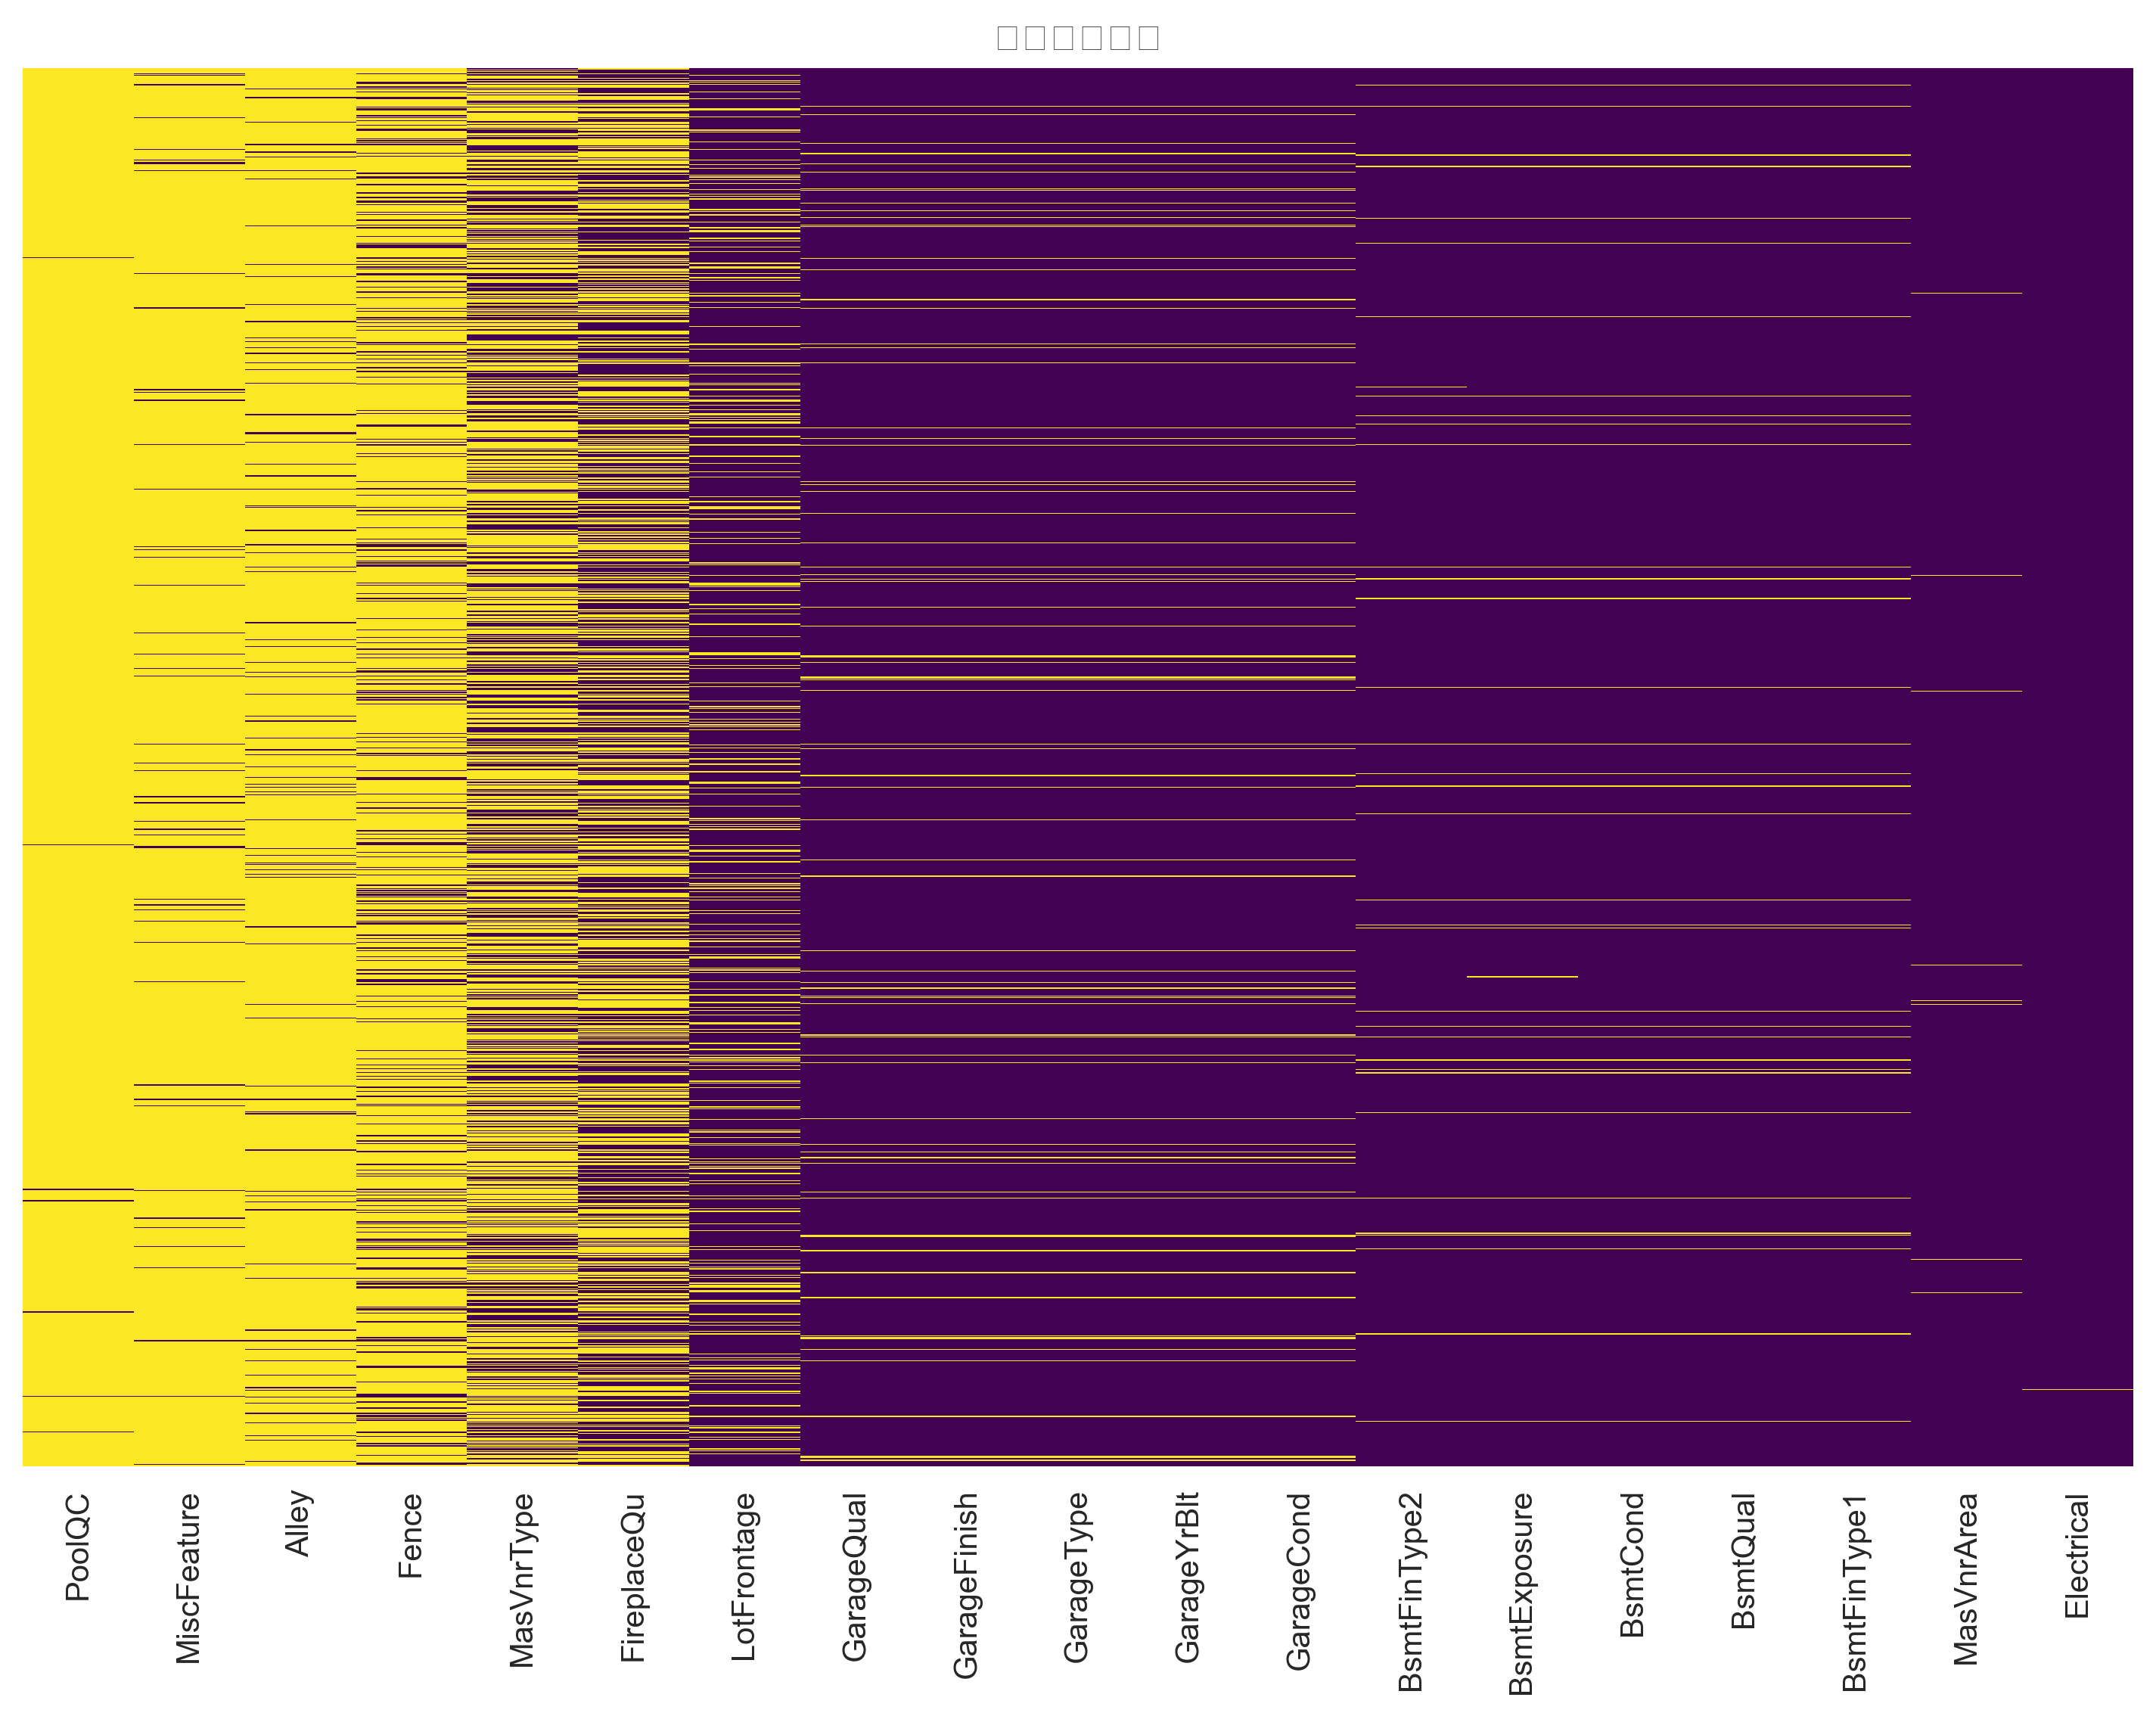 PoolQC
MiscFeature
Alley
Fence
MasVnrType
FireplaceQu
LotFrontage
GarageQual
GarageFinish
GarageType
GarageYrBlt
GarageCond
BsmtFinType2
BsmtExposure
BsmtCond
BsmtQual
BsmtFinType1
MasVnrArea
Electrical